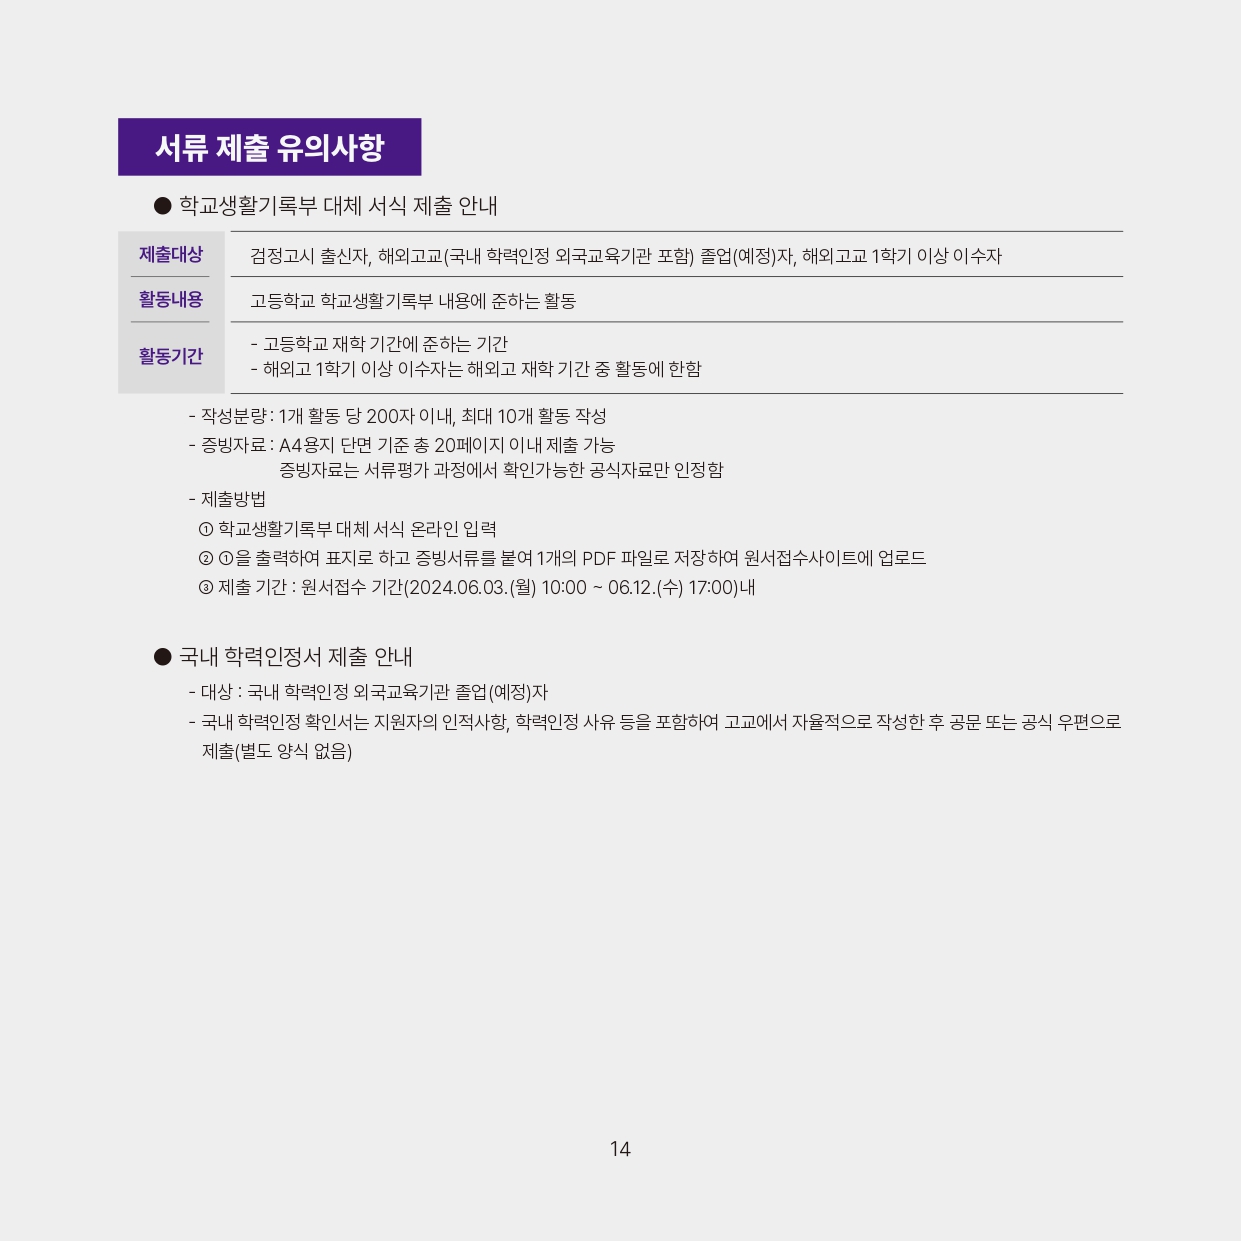 서류 제출 유의사항
● 학교생활기록부 대체 서식 제출 안내
제출대상 검정고시 출신자, 해외고교(국내 학력인정 외국교육기관 포함) 졸업(예정)자, 해외고교 1학기 이상 이수자
활동내용 고등학교 학교생활기록부 내용에 준하는 활동
활동기간 - 고등학교 재학 기간에 준하는 기간
- 해외고 1학기 이상 이수자는 해외고 재학 기간 중 활동에 한함
- 작성분량 : 1개 활동 당 200자 이내, 최대 10개 활동 작성
- 증빙자료 : A4용지 단면 기준 총 20페이지 이내 제출 가능
증빙자료는 서류평가 과정에서 확인가능한 공식자료만 인정함
- 제출방법
① 학교생활기록부 대체 서식 온라인 입력
② ①을 출력하여 표지로 하고 증빙서류를 붙여 1개의 PDF 파일로 저장하여 원서접수사이트에 업로드
③ 제출 기간 : 원서접수 기간(2024.06.03.(월) 10:00 ~ 06.12.(수) 17:00)내
● 국내 학력인정서 제출 안내
- 대상 : 국내 학력인정 외국교육기관 졸업(예정)자
- 국내 학력인정 확인서는 지원자의 인적사항, 학력인정 사유 등을 포함하여 고교에서 자율적으로 작성한 후 공문 또는 공식 우편으로
제출(별도 양식 없음)
14